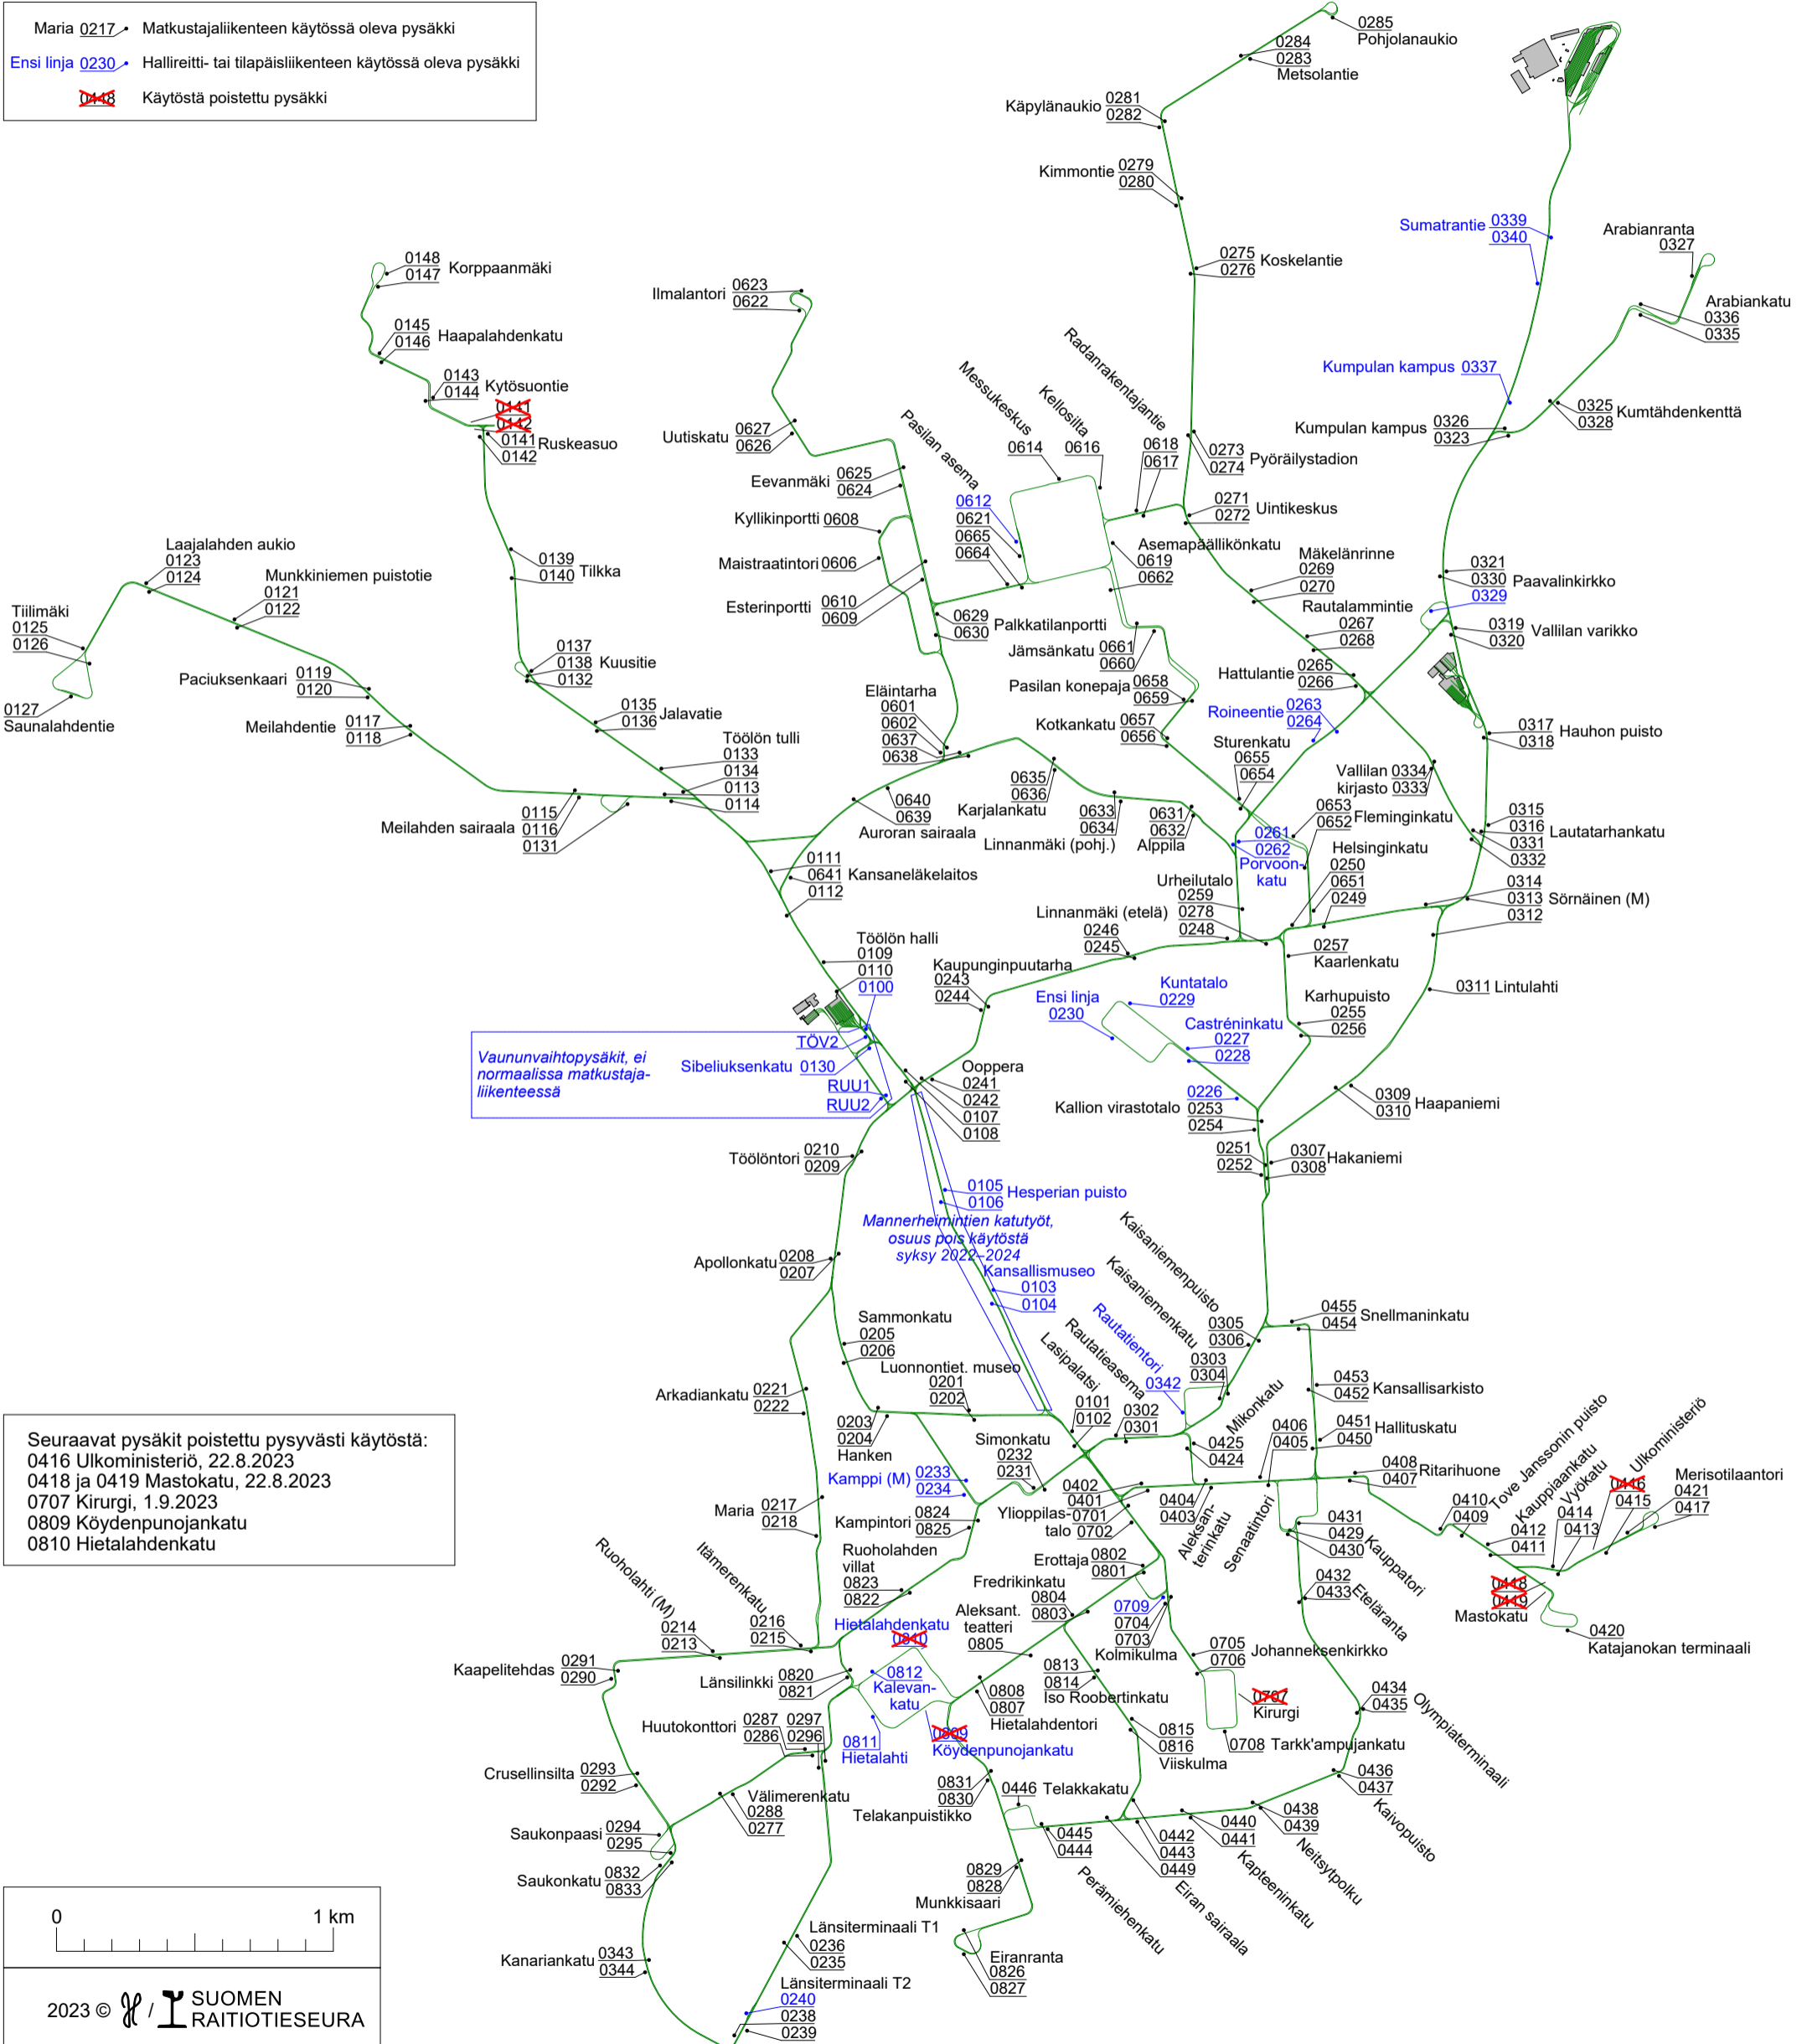 Maria 0217 Matkustajaliikenteen käytössä oleva pysäkki
Ensi linja 0230 Hallireitti- tai tilapäisliikenteen käytössä oleva pysäkki
0448 Käytöstä poistettu pysäkki
0285
Pohjolanaukio
0284
0283
Metsolantie
Käpylänaukio 0281
0282
Kimmontie 0279
0280
0275
0276
Koskelantie
Sumatrantie 0339
0340
Arabianranta
0327
Arabiankatu
0336
0335
Kumpulan kampus 0337
Kumpulan kampus 0326
0323
0325
0328
Kumtähdenkenttä
0148
0147
Korppaanmäki
0145
0146
Haapalahdenkatu
0143
0144
Kytösuontie
0141
0142
0141
0142
Ruskeasuo
Ilmalantori 0623
0622
Uutiskatu 0627
0626
Eevanmäki 0625
0624
Kyllikinportti 0608
Maistraatintori 0606
Esterinportti 0610
0609
Pasilan asema
0612
0621
0665
0664
Messukeskus
0614
Kellosilta
0616
Radanrakentajantie
0618
0617
0273
0274
Pyöräilystadion
0271
0272
Uintikeskus
Asemapäällikönkatu
0619
0662
Mäkelänrinne
0269
0270
Rautalammintie
0267
0268
Hattulantie 0265
0266
Roineentie 0263
0264
0321
0330
0329
Paavalinkirkko
0319
0320
Vallilan varikko
0317
0318
Hauhon puisto
Laajalahden aukio
0123
0124
Munkkiniemen puistotie
0121
0122
Tiilimäki
0125
0126
0127
Saunalahdentie
Paciuksenkaari 0119
0120
Meilahdentie 0117
0118
0139
0140
Tilkka
0137
0138
0132
Kuusitie
0135
0136
Jalavatie
Töölön tulli
0133
0134
0113
0114
Meilahden sairaala 0115
0116
0131
0629
0630
Palkkatilanportti
Jämsänkatu 0661
0660
Pasilan konepaja 0658
0659
Kotkankatu 0657
0656
Sturenkatu
0655
0654
Eläintarha
0601
0602
0637
0638
0640
0639
Auroran sairaala
0635
0636
Karjalankatu
0633
0634
Linnanmäki (pohj.)
0631
0632
Alppila
0261
0262
Porvoon-
katu
0653
0652
Fleminginkatu
Vallilan
kirjasto
0334
0333
0315
0316
0331
0332
Lautatarhankatu
Helsinginkatu
0250
0651
0249
0314
0313
0312
Sörnäinen (M)
0111
0641
0112
Kansaneläkelaitos
Urheilutalo
0259
0278
0248
Linnanmäki (etelä)
0246
0245
Kaupunginpuutarha
0243
0244
0257
Kaarlenkatu
Karhupuisto
0255
0256
0311 Lintulahti
Töölön halli
0109
0110
0100
TÖV2
Sibeliuksenkatu 0130
RUU1
RUU2
Vaununvaihtopysäkit, ei
normaalissa matkustaja-
liikenteessä
Ensi linja
0230
Kuntatalo
0229
Castréninkatu
0227
0228
0226
Kallion virastotalo 0253
0254
0309
0310
Haapaniemi
0251
0252
0307
0308
Hakaniemi
Ooppera
0241
0242
0107
0108
Töölöntori 0210
0209
0105
0106
Hesperian puisto
Mannerheimintien katutyöt,
osuus pois käytöstä
syksy 2022–2024
Kansallismuseo
0103
0104
Apollonkatu 0208
0207
Sammonkatu
0205
0206
Luonnontiet. museo
0201
0202
Arkadiankatu 0221
0222
0203
0204
Hanken
Lasipalatsi
0101
0102
Rautatieasema
0302
0301
Rautatientori
0342
Kaisaniemenkatu
0303
0304
Kaisaniemenpuisto
0305
0306
0455
0454
Snellmaninkatu
0453
0452
Kansallisarkisto
0451
0450
Hallituskatu
Mikonkatu
0425
0424
0406
0405
Senaatintori
0408
0407
Ritarihuone
Simonkatu
0232
0231
Kamppi (M) 0233
0234
Maria 0217
0218
Kampintori 0824
0825
Ruoholahden
villat
0823
0822
0402
0401
Ylioppilas-
talo
0701
0702
0404
0403
Aleksan-
terinkatu
0431
0429
0430
Kauppatori
0432
0433
Eteläranta
0410
0409
Tove Janssonin puisto
0412
0411
Kauppiaankatu
Vyökatu
0414
0413
Ulkoministeriö
0416
0415
Merisotilaantori
0421
0417
0418
0419
Mastokatu
0420
Katajanokan terminaali
Seuraavat pysäkit poistettu pysyvästi käytöstä:
0416 Ulkoministeriö, 22.8.2023
0418 ja 0419 Mastokatu, 22.8.2023
0707 Kirurgi, 1.9.2023
0809 Köydenpunojankatu
0810 Hietalahdenkatu
Ruoholahti (M)
0214
0213
Itämerenkatu
0216
0215
Kaapelitehdas 0291
0290
Hietalahdenkatu
0810
Länsilinkki 0820
0821
0812
Kalevan-
katu
0811
Hietalahti
0809
Köydenpunojankatu
Erottaja 0802
0801
Fredrikinkatu
0804
0803
Aleksant.
teatteri
0805
0709
0704
0703
Kolmikulma
0705
0706
Johanneksenkirkko
0813
0814
Iso Roobertinkatu
0808
0807
Hietalahdentori
0707
Kirurgi
0708 Tarkk'ampujankatu
0815
0816
Viiskulma
0434
0435
Olympiaterminaali
0436
0437
Kaivopuisto
0438
0439
Neitsytpolku
0440
0441
Kapteeninkatu
0442
0443
0449
Eiran sairaala
0445
0444
Perämiehenkatu
0446 Telakkakatu
0831
0830
Telakanpuistikko
0829
0828
Munkkisaari
Eiranranta
0826
0827
Huutokonttori 0287
0286
0297
0296
Crusellinsilta 0293
0292
Välimerenkatu
0288
0277
Saukonpaasi 0294
0295
Saukonkatu 0832
0833
Kanariankatu 0343
0344
Länsiterminaali T1
0236
0235
Länsiterminaali T2
0240
0238
0239
0 1 km
2023 © / SUOMEN
RAITIOTIESEURA